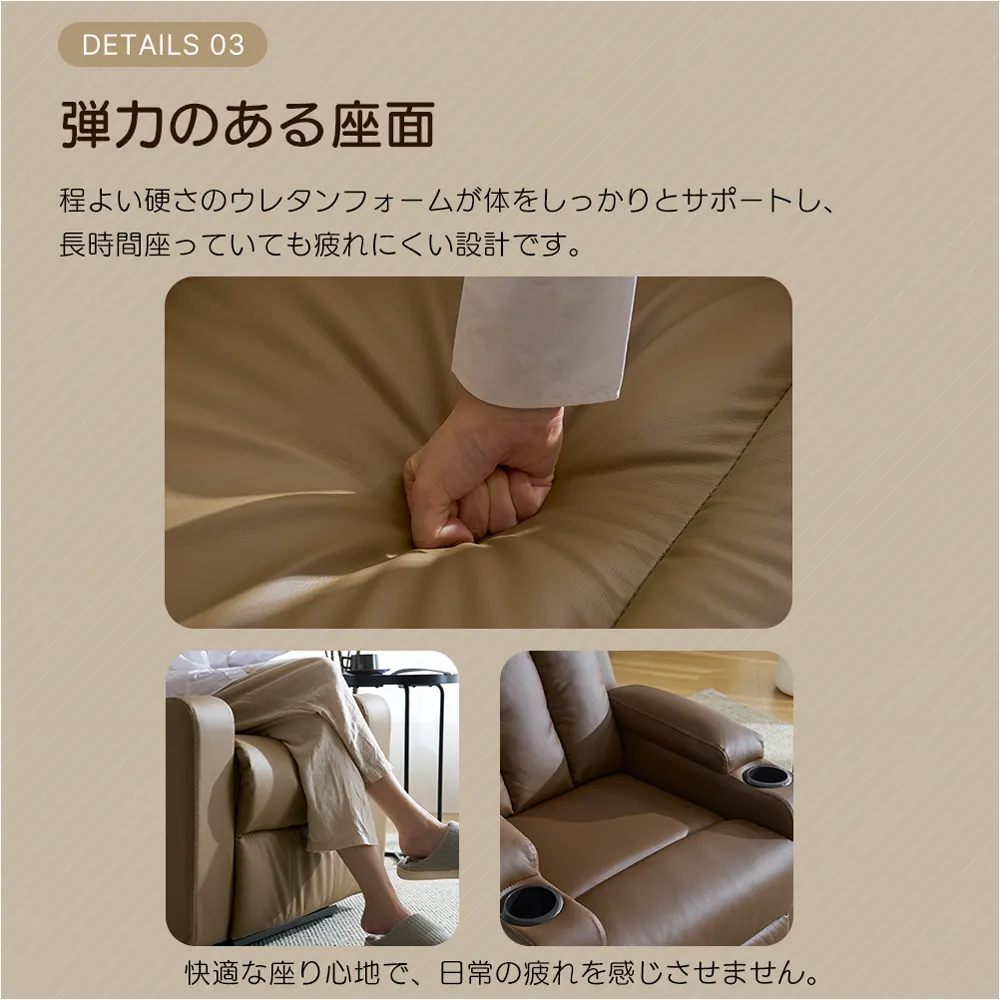 DETAILS 03
弾力のある座面
程よい硬さのウレタンフォームが体をしっかりとサポートし、
長時間座っていても疲れにくい設計です。
快適な座り心地で、日常の疲れを感じさせません。